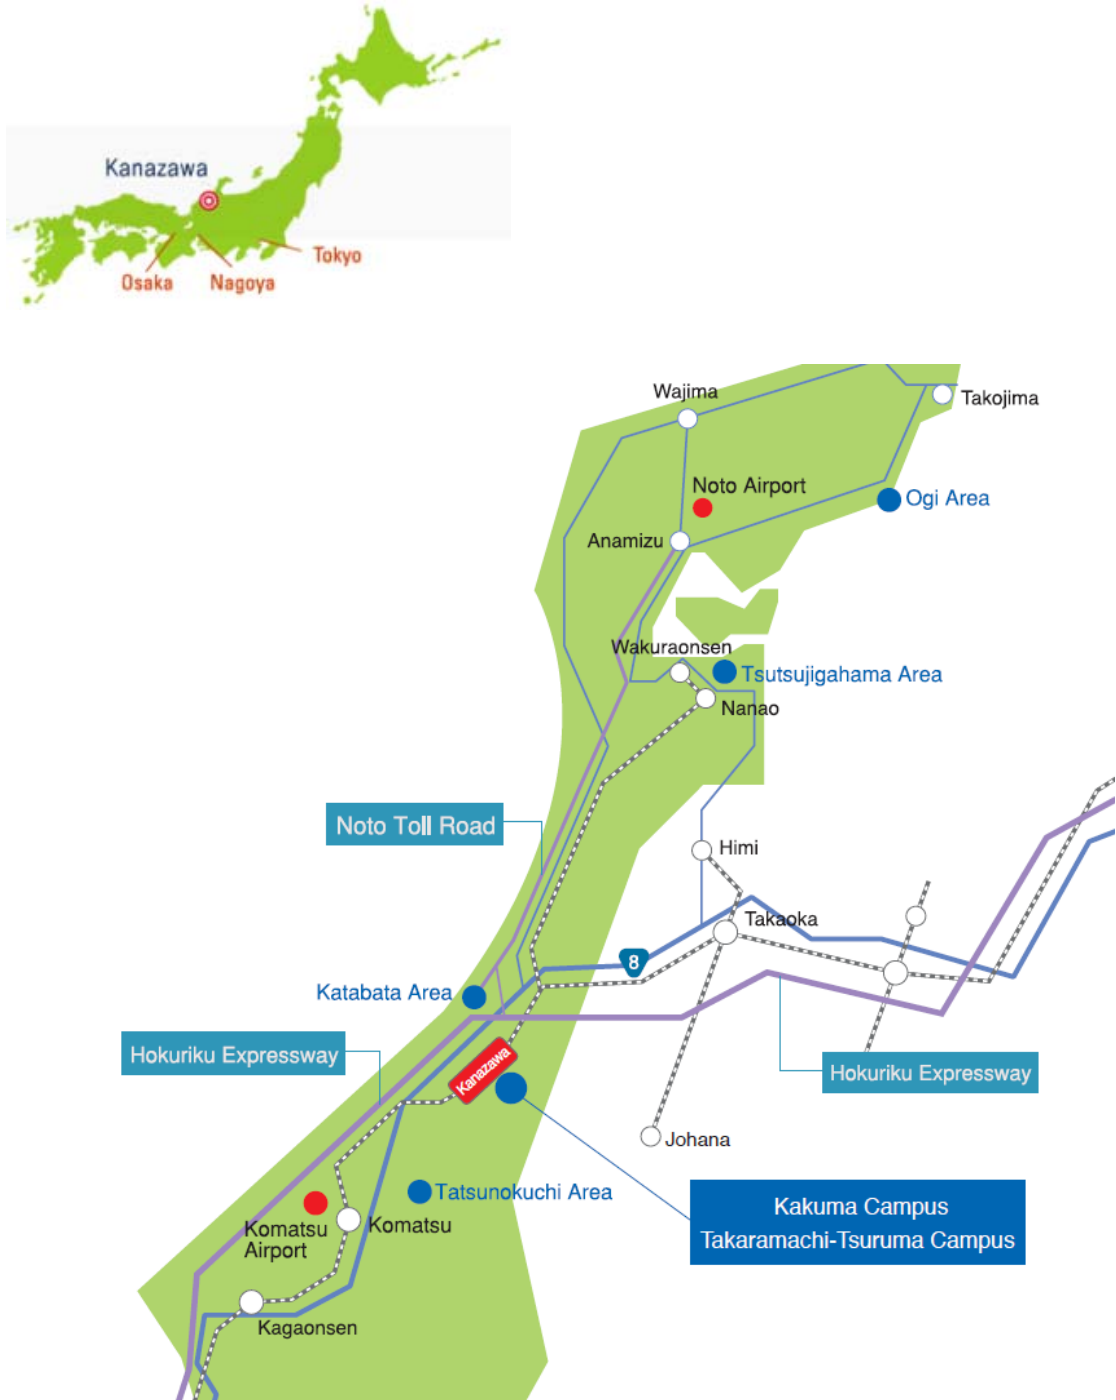 Kanazawa
Tokyo
Osaka
Nagoya
Wajima
Takojima
Noto Airport
Ogi Area
Anamizu
Wakuraonsen
Tsutsujigahama Area
Nanao
Noto Toll Road
Himi
Takaoka
8
Katabata Area
Hokuriku Expressway
Kanazawa
Hokuriku Expressway
Johana
Tatsunokuchi Area
Kakuma Campus
Takaramachi-Tsuruma Campus
Komatsu
Airport
Komatsu
Kagaonsen